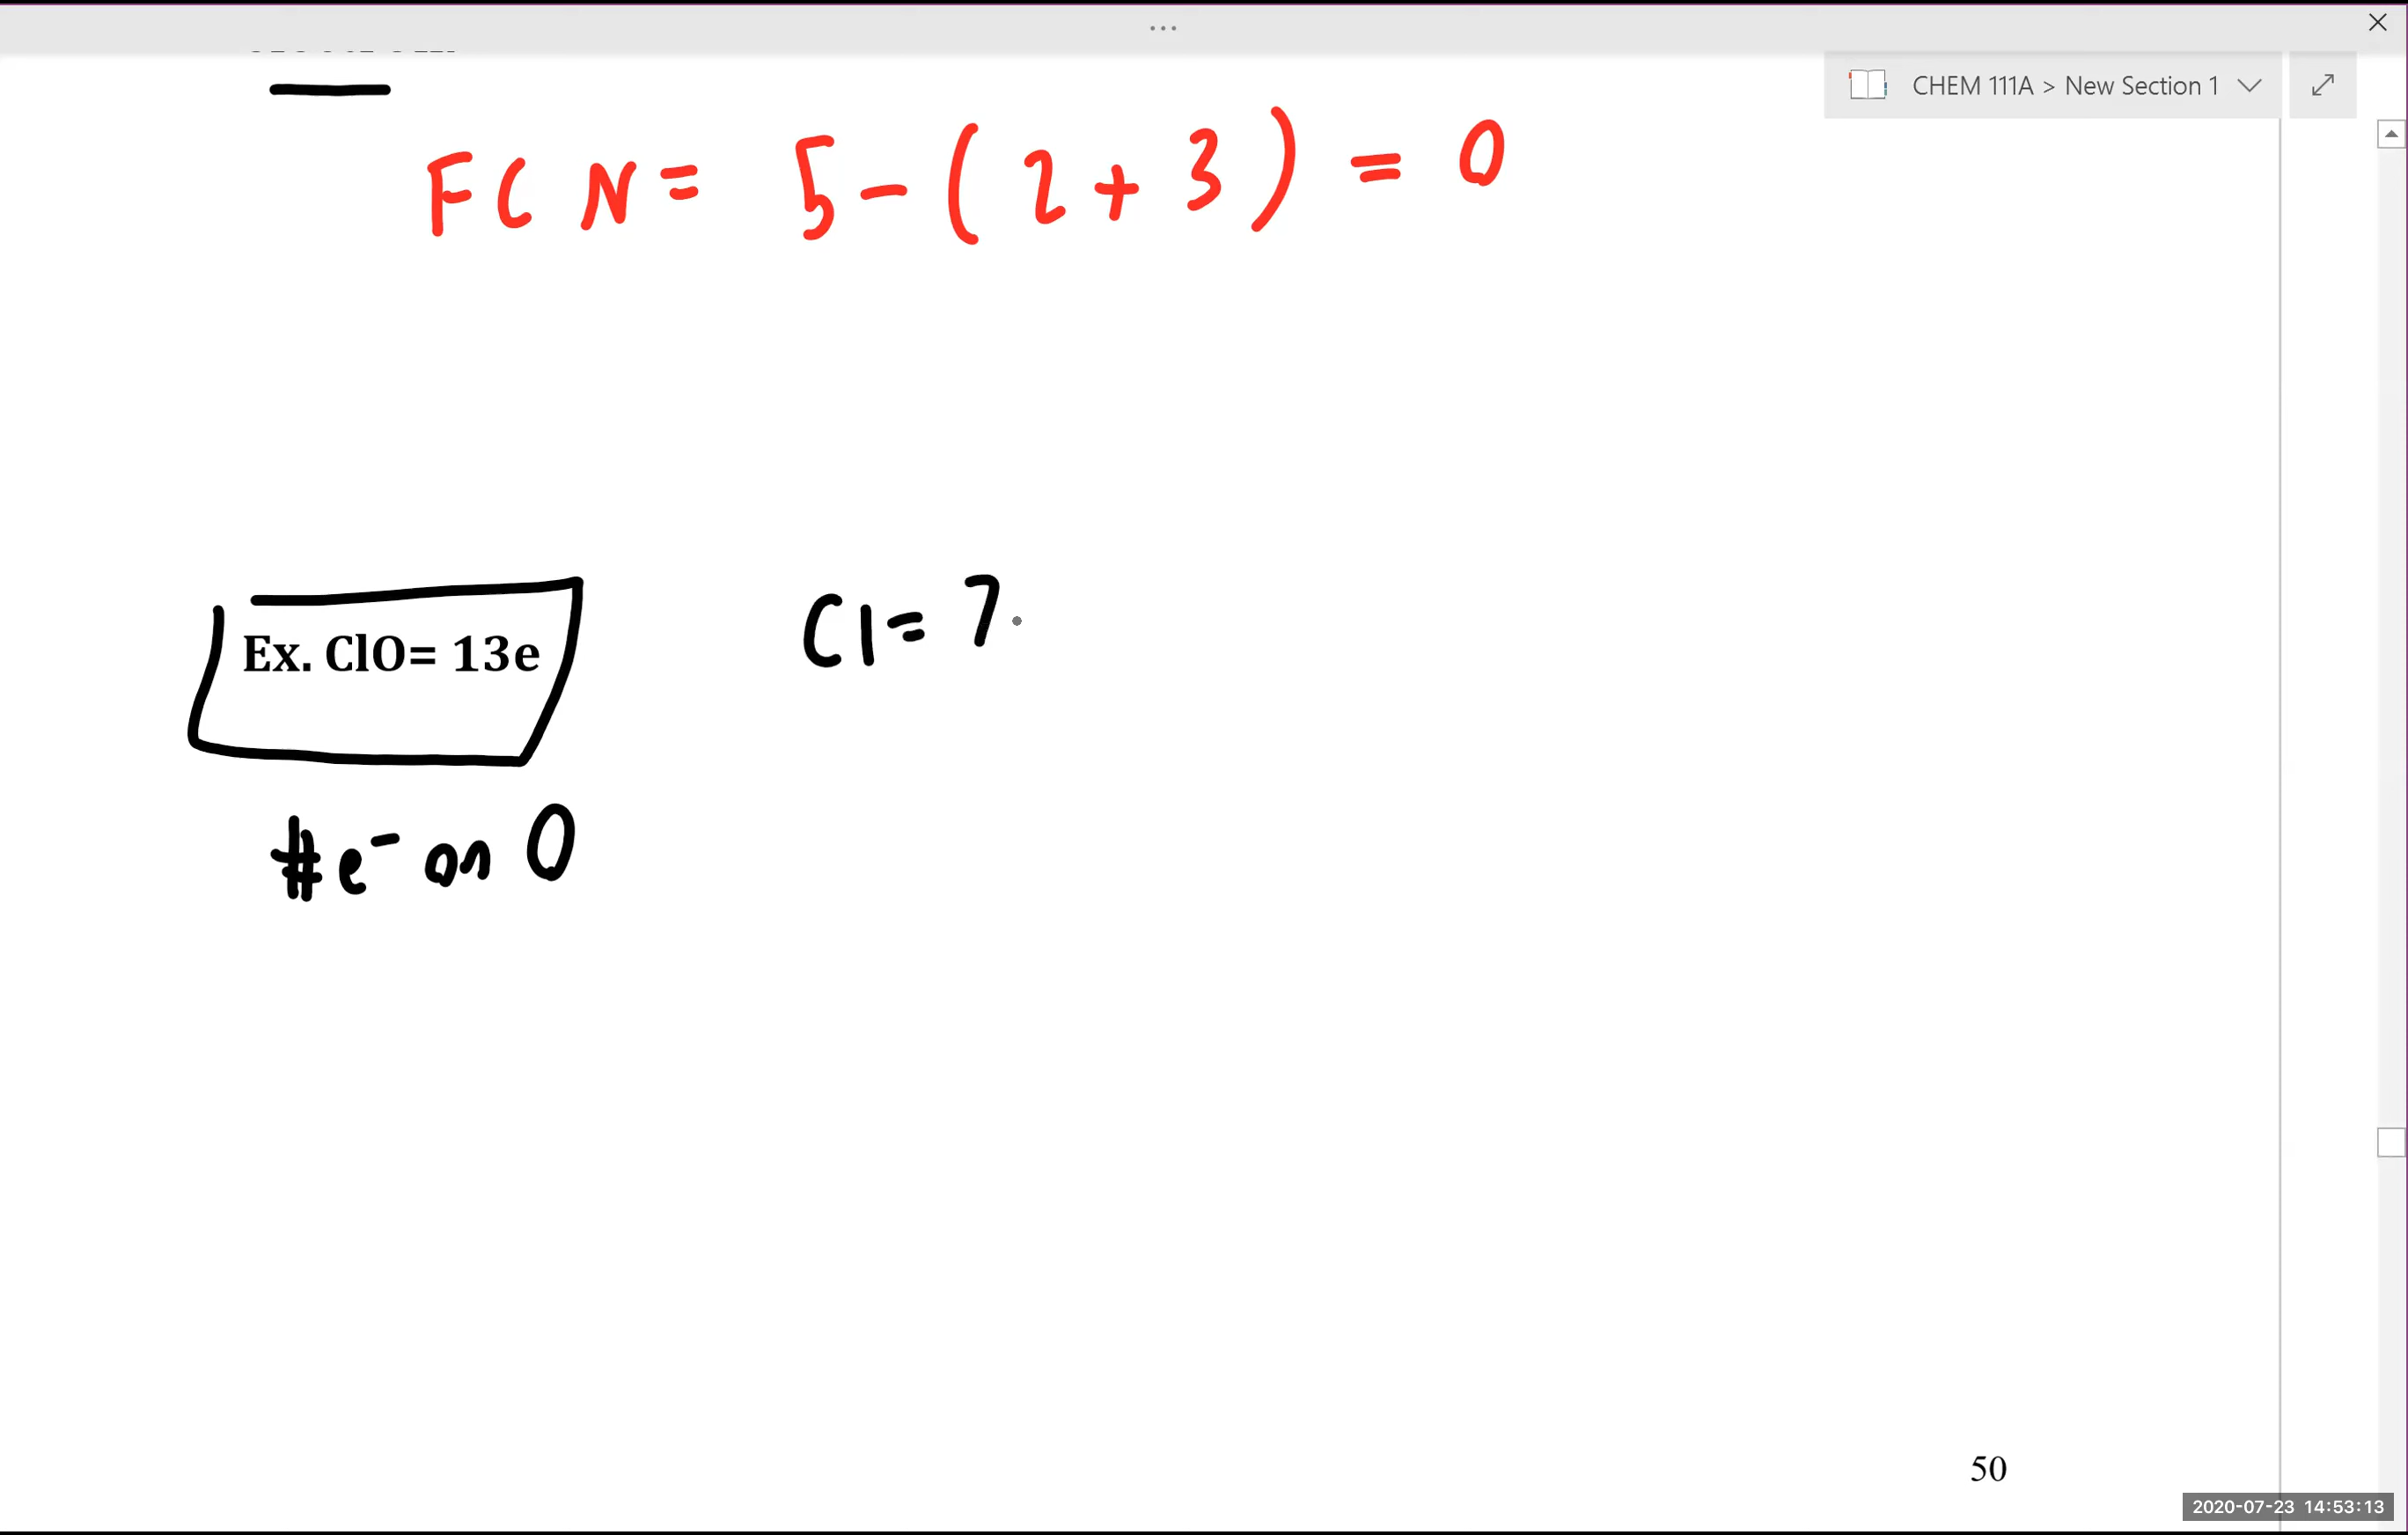 CHEM 111A > New Section 1
FC N = 5 - ( 2 + 3 ) = 0
Ex. ClO= 13e
Cl = 7
#e⁻ on O
50
2020-07-23 14:53:13